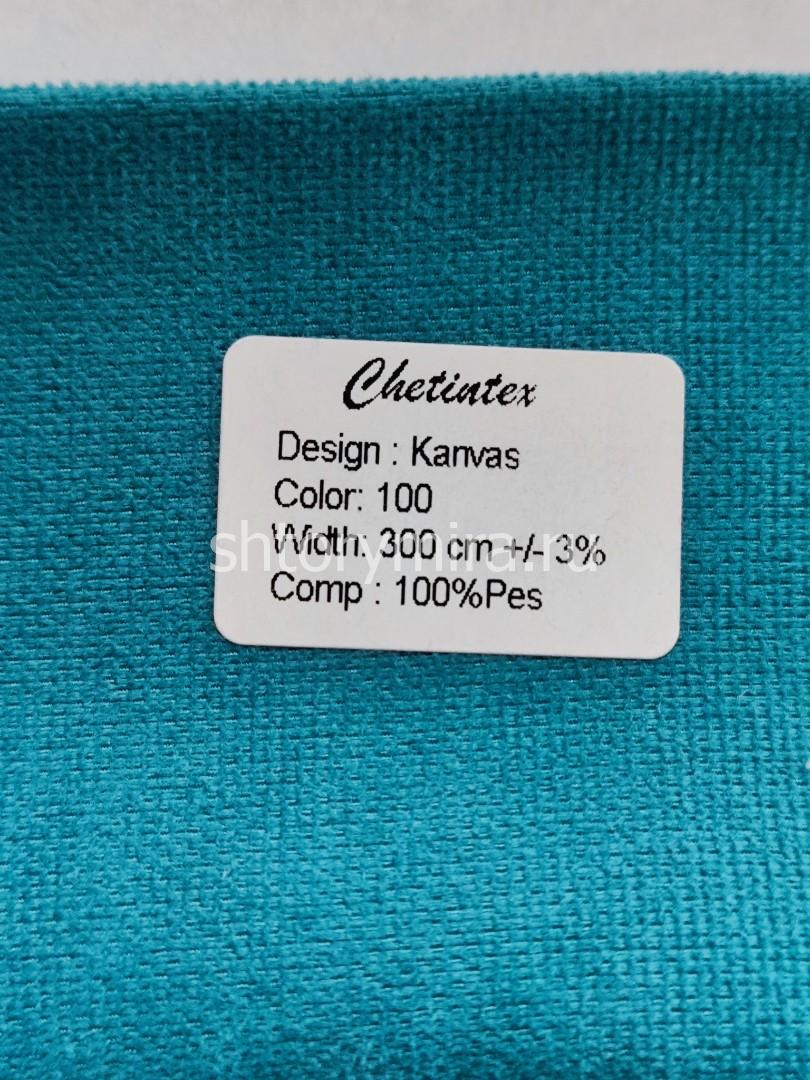 Chetintex
Design : Kanvas
Color: 100
Width: 300 cm +/- 3%
shtorymira.ru
Comp : 100%Pes